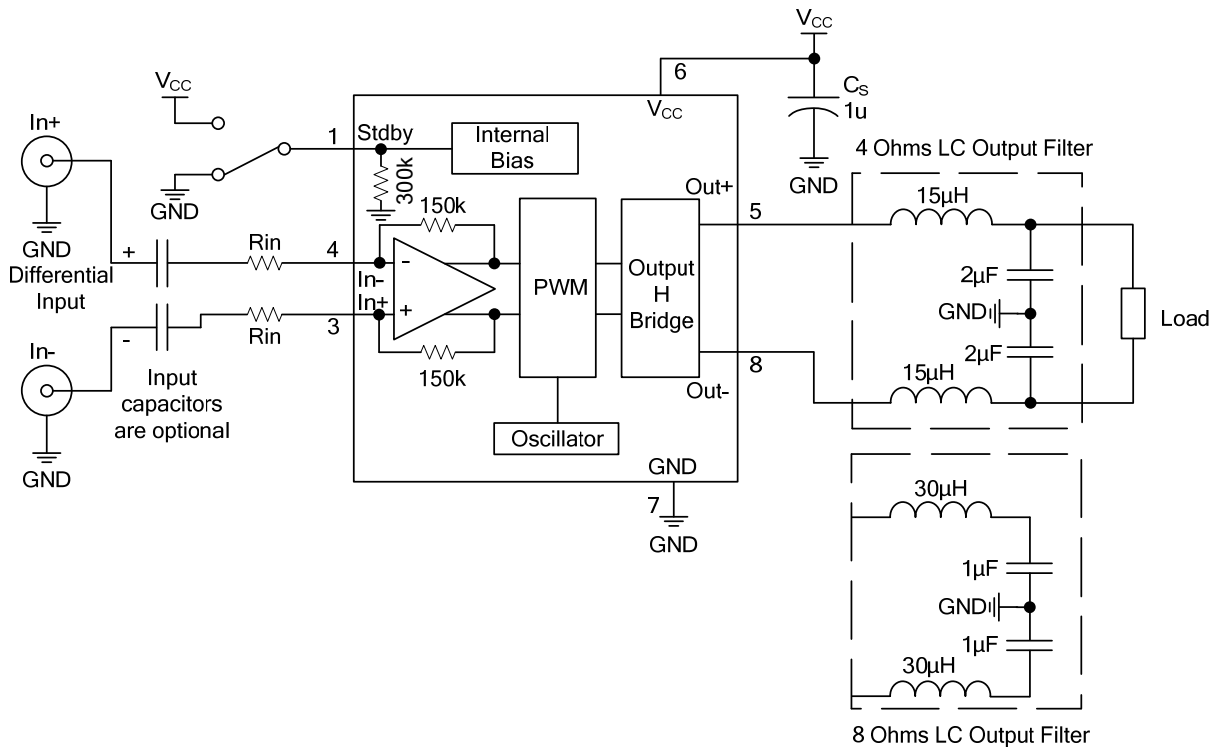 VCC
6
VCC
In+
1
Stdby
Internal
Bias
VCC
CS
1u
GND
4 Ohms LC Output Filter
300k
GND
GND
Differential
Input
+
Rin
4
150k
-
In-
In+
+
PWM
Output
H
Bridge
Out+
5
15µH
2µF
GND
2µF
Load
In-
-
Rin
3
150k
8
Out-
15µH
Input
capacitors
are optional
Oscillator
GND
GND
7
GND
30µH
1µF
GND
1µF
30µH
8 Ohms LC Output Filter